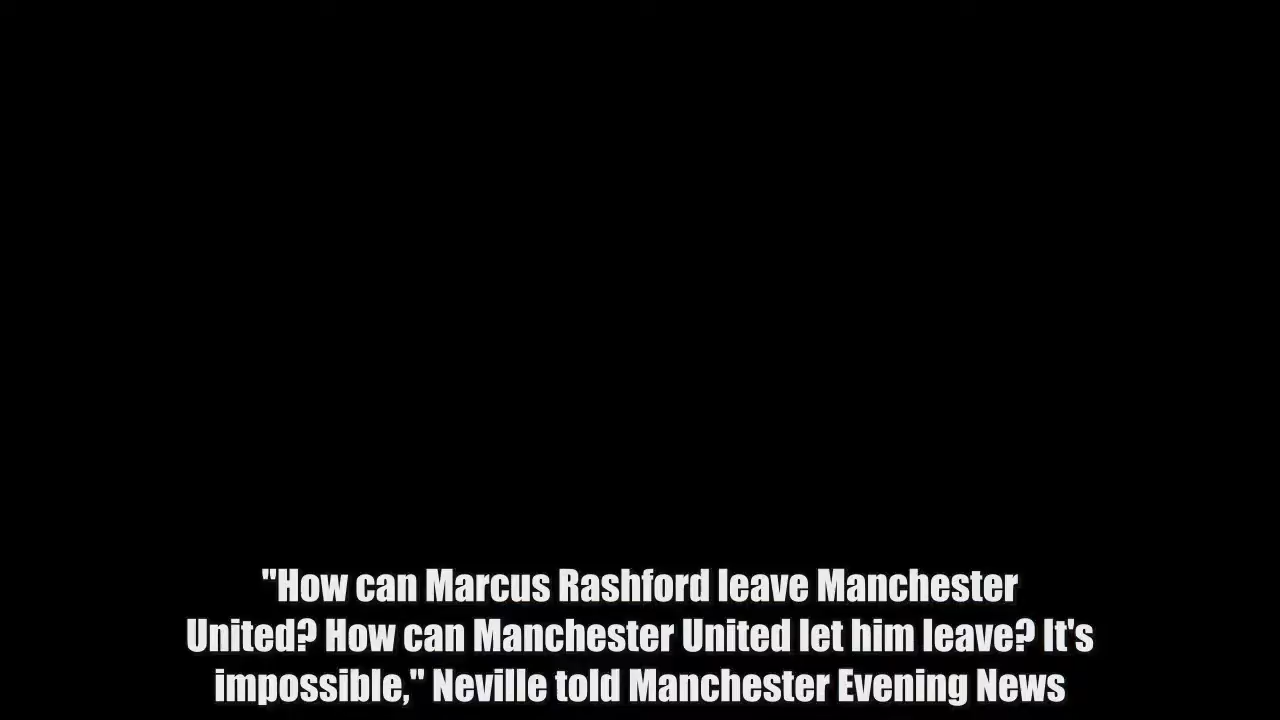 "How can Marcus Rashford leave Manchester
United? How can Manchester United let him leave? It's
impossible," Neville told Manchester Evening News